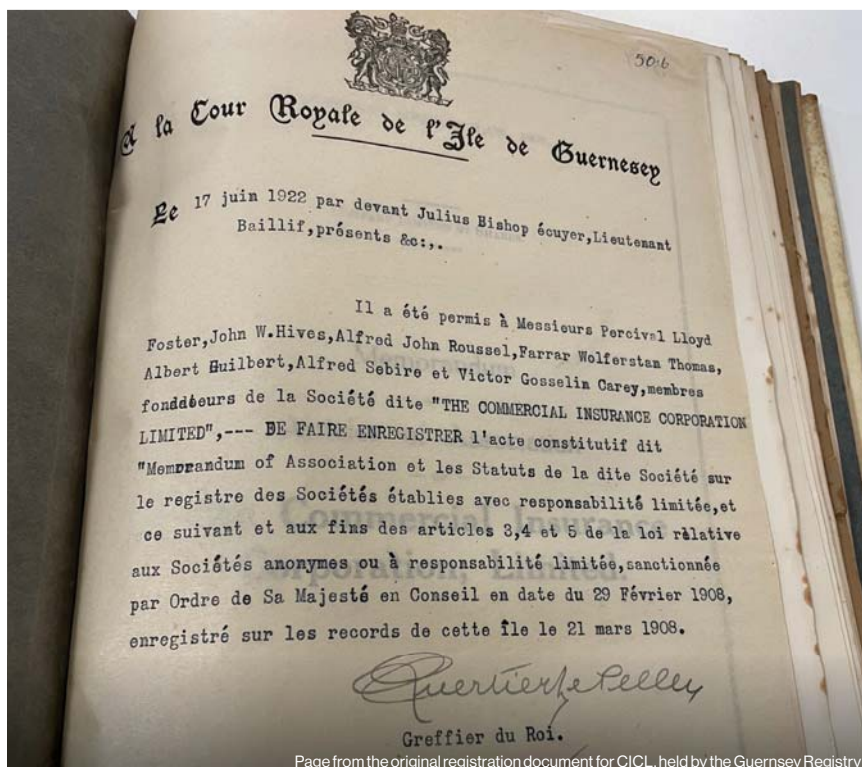 50.6
A la Cour Royale de l'Ile de Guernesey
Le 17 juin 1922 par devant Julius Bishop écuyer,Lieutenant
Baillif,présents &c:,.
Il a été permis à Messieurs Percival Lloyd
Foster,John W.Hives,Alfred John Roussel,Farrar Wolferstan Thomas,
Albert Guilbert,Alfred Sebire et Victor Gosselin Carey,membres
fondateurs de la Société dite "THE COMMERCIAL INSURANCE CORPORATION
LIMITED",--- DE FAIRE ENREGISTRER l'acte constitutif dit
"Memorandum of Association et les Statuts de la dite Société sur
le registre des Sociétés établies avec responsabilité limitée,et
ce suivant et aux fins des articles 3,4 et 5 de la loi rèlative
aux Sociétés anonymes ou à responsabilité limitée,sanctionnée
par Ordre de Sa Majesté en Conseil en date du 29 Février 1908,
enregistré sur les records de cette île le 21 mars 1908.
Quertier Le Pelley
Greffier du Roi.
Page from the original registration document for CICL, held by the Guernsey Registry